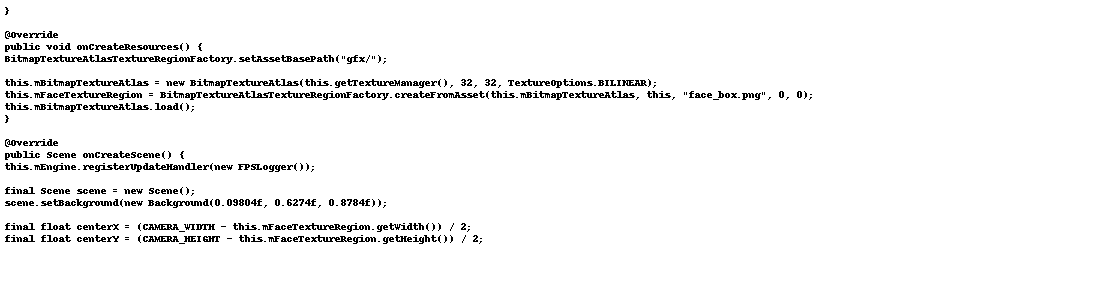 }
@Override
public void onCreateResources() {
BitmapTextureAtlasTextureRegionFactory.setAssetBasePath("gfx/");
this.mBitmapTextureAtlas = new BitmapTextureAtlas(this.getTextureManager(), 32, 32, TextureOptions.BILINEAR);
this.mFaceTextureRegion = BitmapTextureAtlasTextureRegionFactory.createFromAsset(this.mBitmapTextureAtlas, this, "face_box.png", 0, 0);
this.mBitmapTextureAtlas.load();
}
@Override
public Scene onCreateScene() {
this.mEngine.registerUpdateHandler(new FPSLogger());
final Scene scene = new Scene();
scene.setBackground(new Background(0.09804f, 0.6274f, 0.8784f));
final float centerX = (CAMERA_WIDTH - this.mFaceTextureRegion.getWidth()) / 2;
final float centerY = (CAMERA_HEIGHT - this.mFaceTextureRegion.getHeight()) / 2;